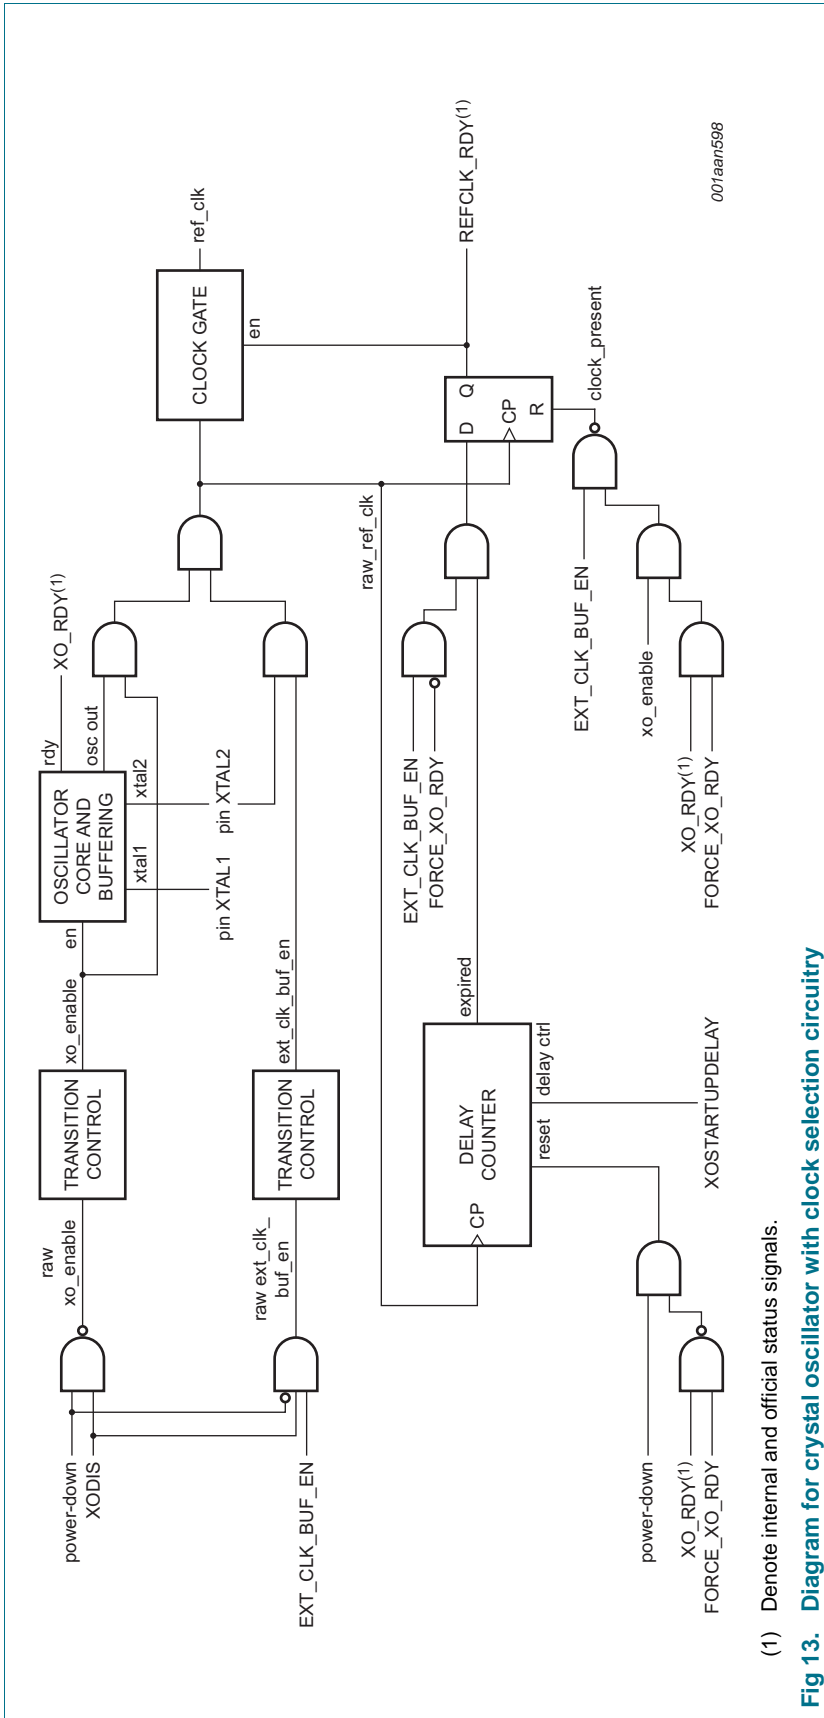 power-down
XODIS
EXT_CLK_BUF_EN
raw
xo_enable
raw ext_clk_
buf_en
TRANSITION
CONTROL
TRANSITION
CONTROL
xo_enable
ext_clk_buf_en
en
OSCILLATOR
CORE AND
BUFFERING
rdy
osc out
xtal1
xtal2
pin XTAL1
pin XTAL2
XO_RDY(1)
CLOCK GATE
en
ref_clk
raw_ref_clk
EXT_CLK_BUF_EN
FORCE_XO_RDY
CP
DELAY
COUNTER
expired
reset
delay ctrl
XOSTARTUPDELAY
power-down
XO_RDY(1)
FORCE_XO_RDY
D
Q
CP
R
REFCLK_RDY(1)
clock_present
EXT_CLK_BUF_EN
xo_enable
XO_RDY(1)
FORCE_XO_RDY
001aan598
(1) Denote internal and official status signals.
Fig 13. Diagram for crystal oscillator with clock selection circuitry